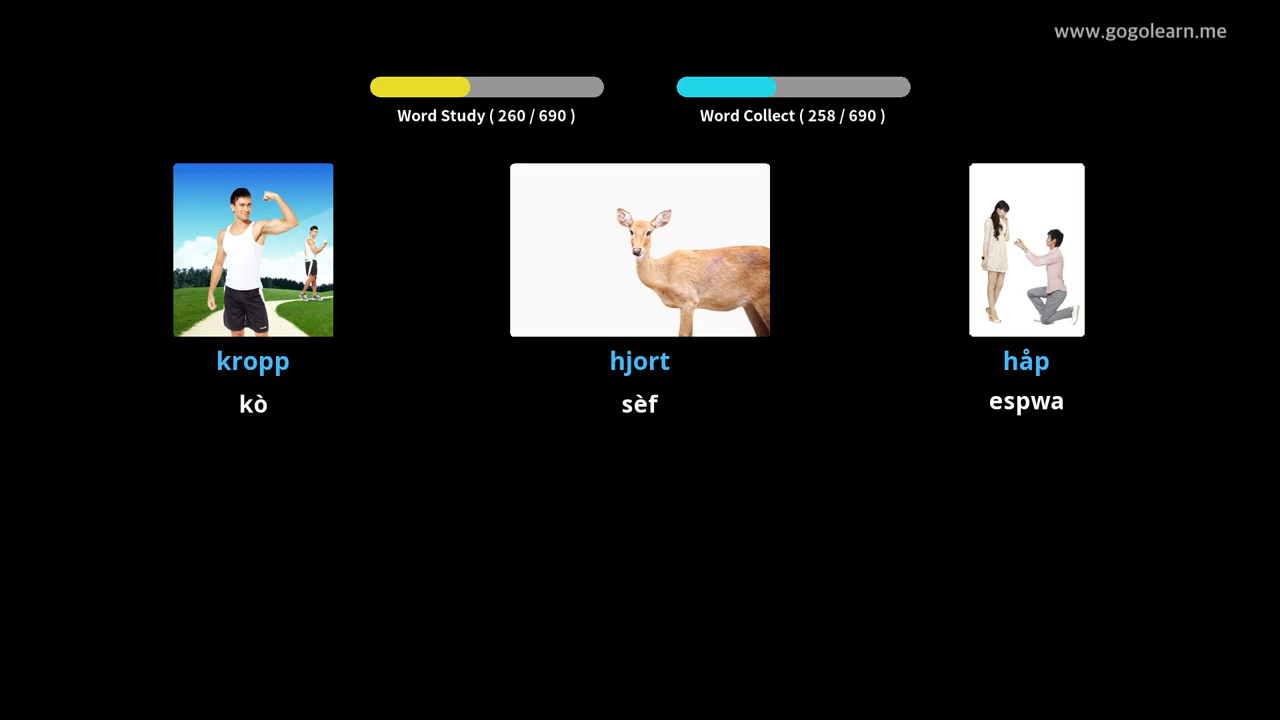 www.gogolearn.me
Word Study ( 260 / 690 )
Word Collect ( 258 / 690 )
kropp
hjort
håp
kò
sèf
espwa